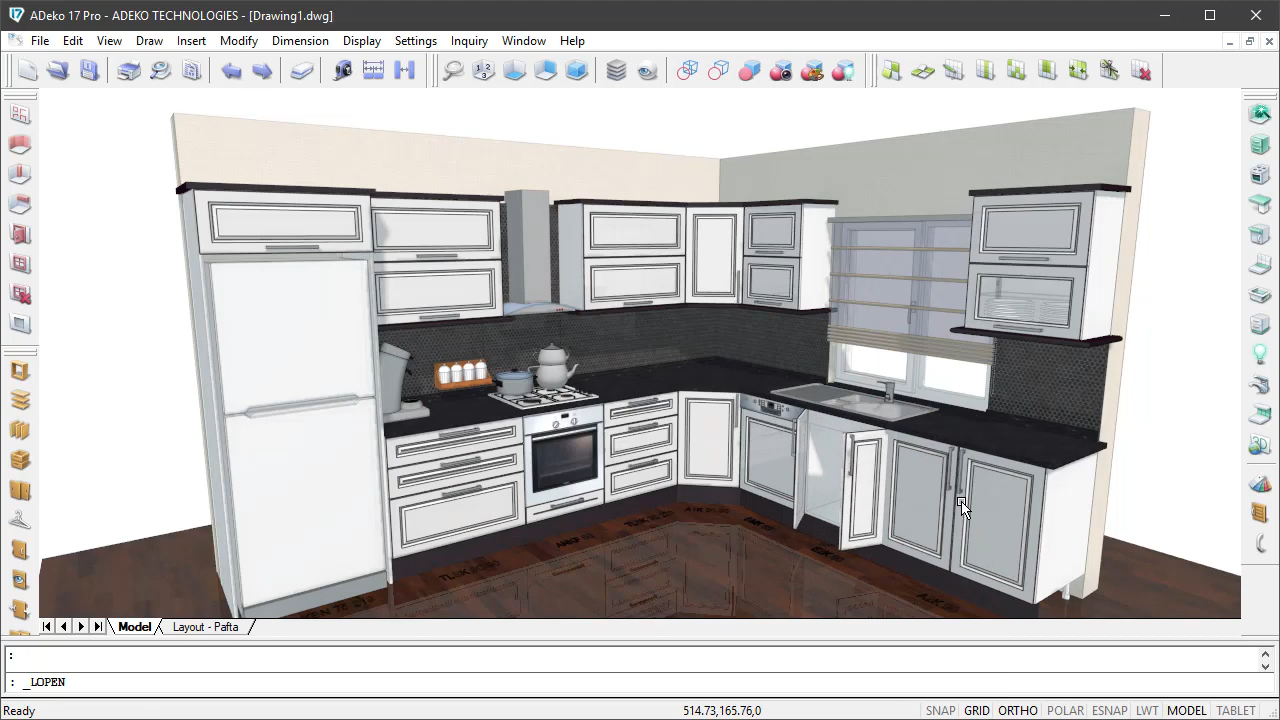 ADeko 17 Pro - ADEKO TECHNOLOGIES - [Drawing1.dwg]
File Edit View Draw Insert Modify Dimension Display Settings Inquiry Window Help
Model Layout - Pafta
:
: _LOPEN
Ready 514.73,165.76,0 SNAP GRID ORTHO POLAR ESNAP LWT MODEL TABLET